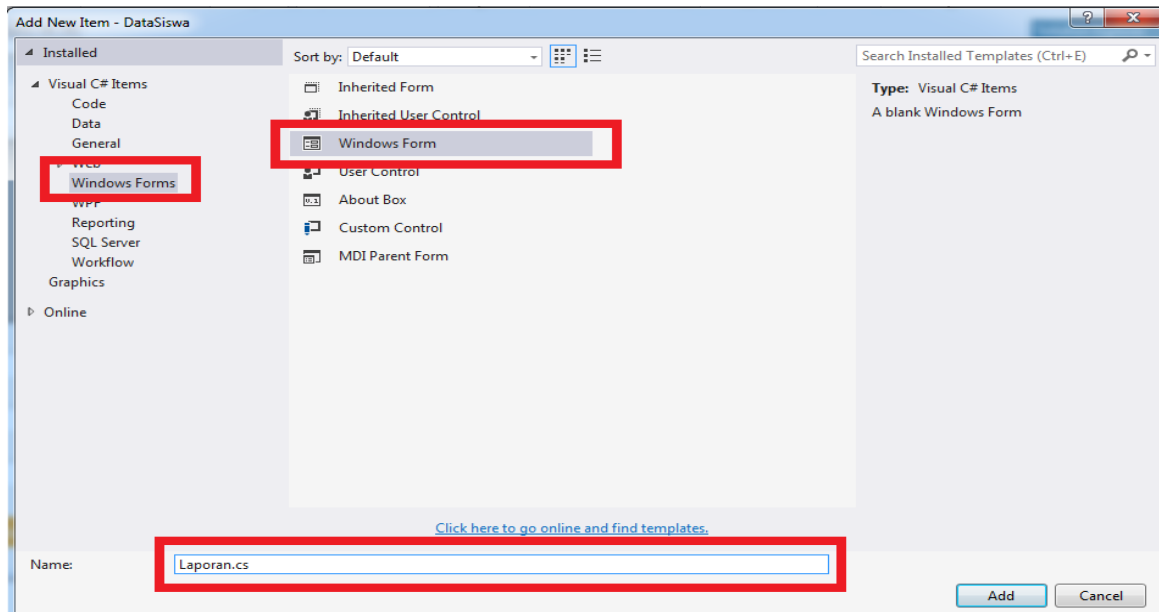 Add New Item - DataSiswa
Installed
Visual C# Items
Code
Data
General
Web
Windows Forms
WPF
Reporting
SQL Server
Workflow
Graphics
Online
Sort by: Default
Inherited Form
Inherited User Control
Windows Form
User Control
About Box
Custom Control
MDI Parent Form
Click here to go online and find templates.
Search Installed Templates (Ctrl+E)
Type: Visual C# Items
A blank Windows Form
Name: Laporan.cs
Add Cancel